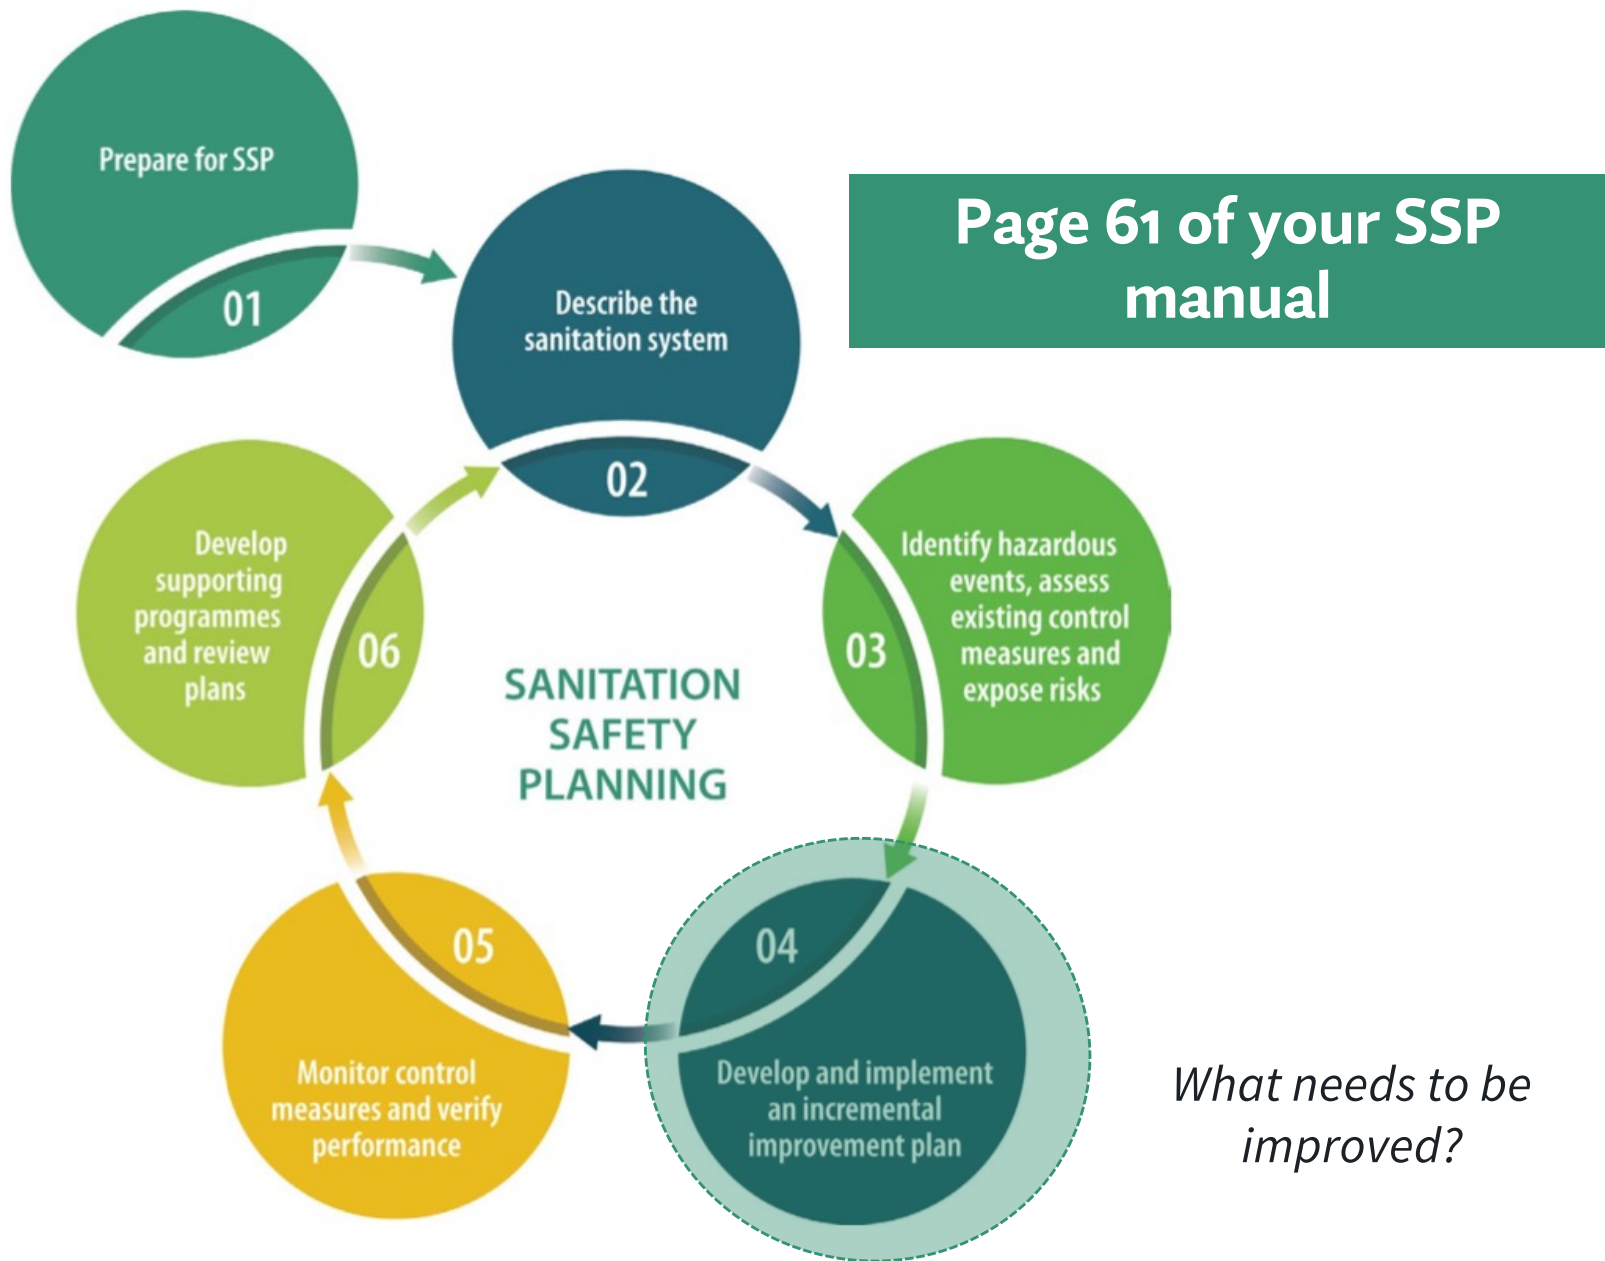 Prepare for SSP
01
Page 61 of your SSP
manual
Describe the
sanitation system
02
Identify hazardous
events, assess
existing control
measures and
expose risks
03
Develop
supporting
programmes
and review
plans
06
SANITATION
SAFETY
PLANNING
05
Monitor control
measures and verify
performance
04
Develop and implement
an incremental
improvement plan
What needs to be
improved?